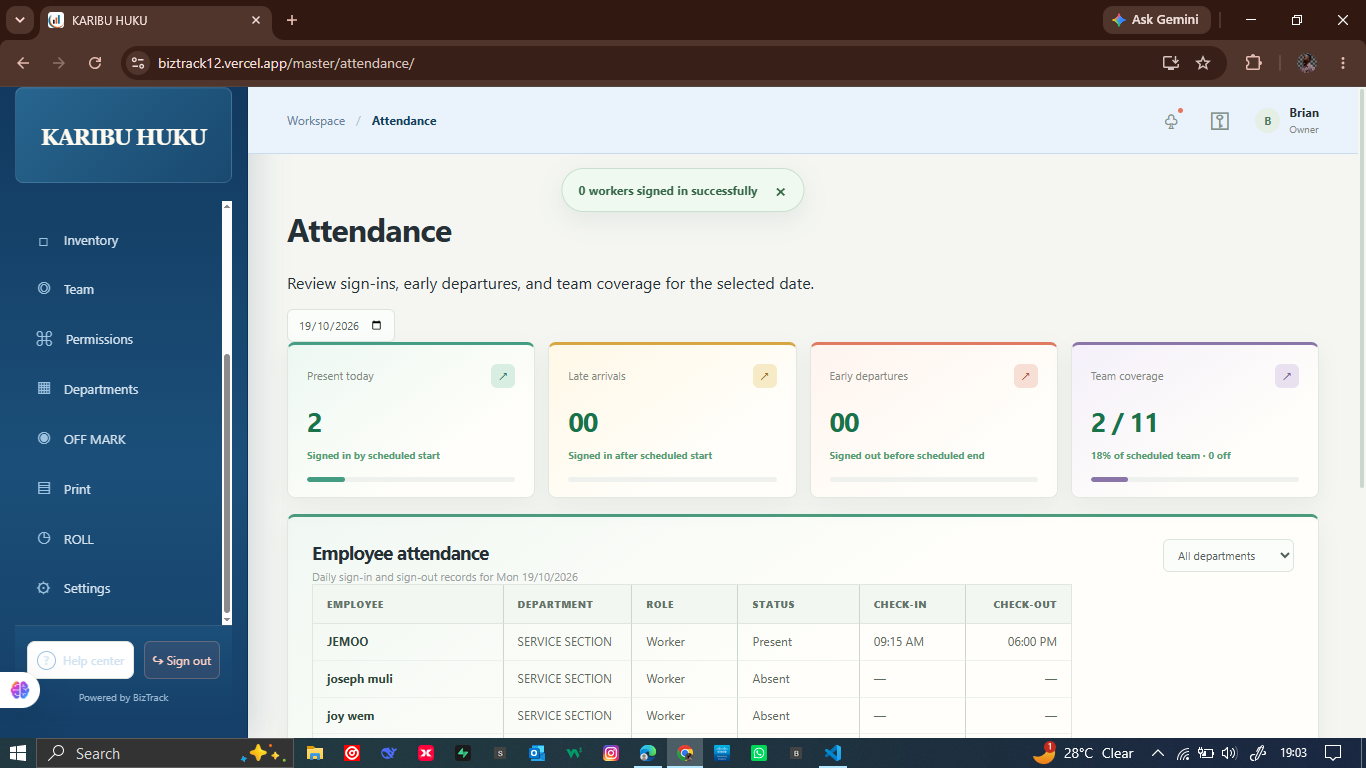 KARIBU HUKU
Ask Gemini
biztrack12.vercel.app/master/attendance/
KARIBU HUKU
Inventory
Team
Permissions
Departments
OFF MARK
Print
ROLL
Settings
? Help center
Sign out
Powered by BizTrack
Workspace / Attendance
B
Brian
Owner
0 workers signed in successfully
Attendance
Review sign-ins, early departures, and team coverage for the selected date.
19/10/2026
Present today
2
Signed in by scheduled start
Late arrivals
00
Signed in after scheduled start
Early departures
00
Signed out before scheduled end
Team coverage
2 / 11
18% of scheduled team · 0 off
Employee attendance
All departments
Daily sign-in and sign-out records for Mon 19/10/2026
EMPLOYEE DEPARTMENT ROLE STATUS CHECK-IN CHECK-OUT
JEMOO SERVICE SECTION Worker Present 09:15 AM 06:00 PM
joseph muli SERVICE SECTION Worker Absent — —
joy wem SERVICE SECTION Worker Absent — —
Search
1
28°C Clear
19:03